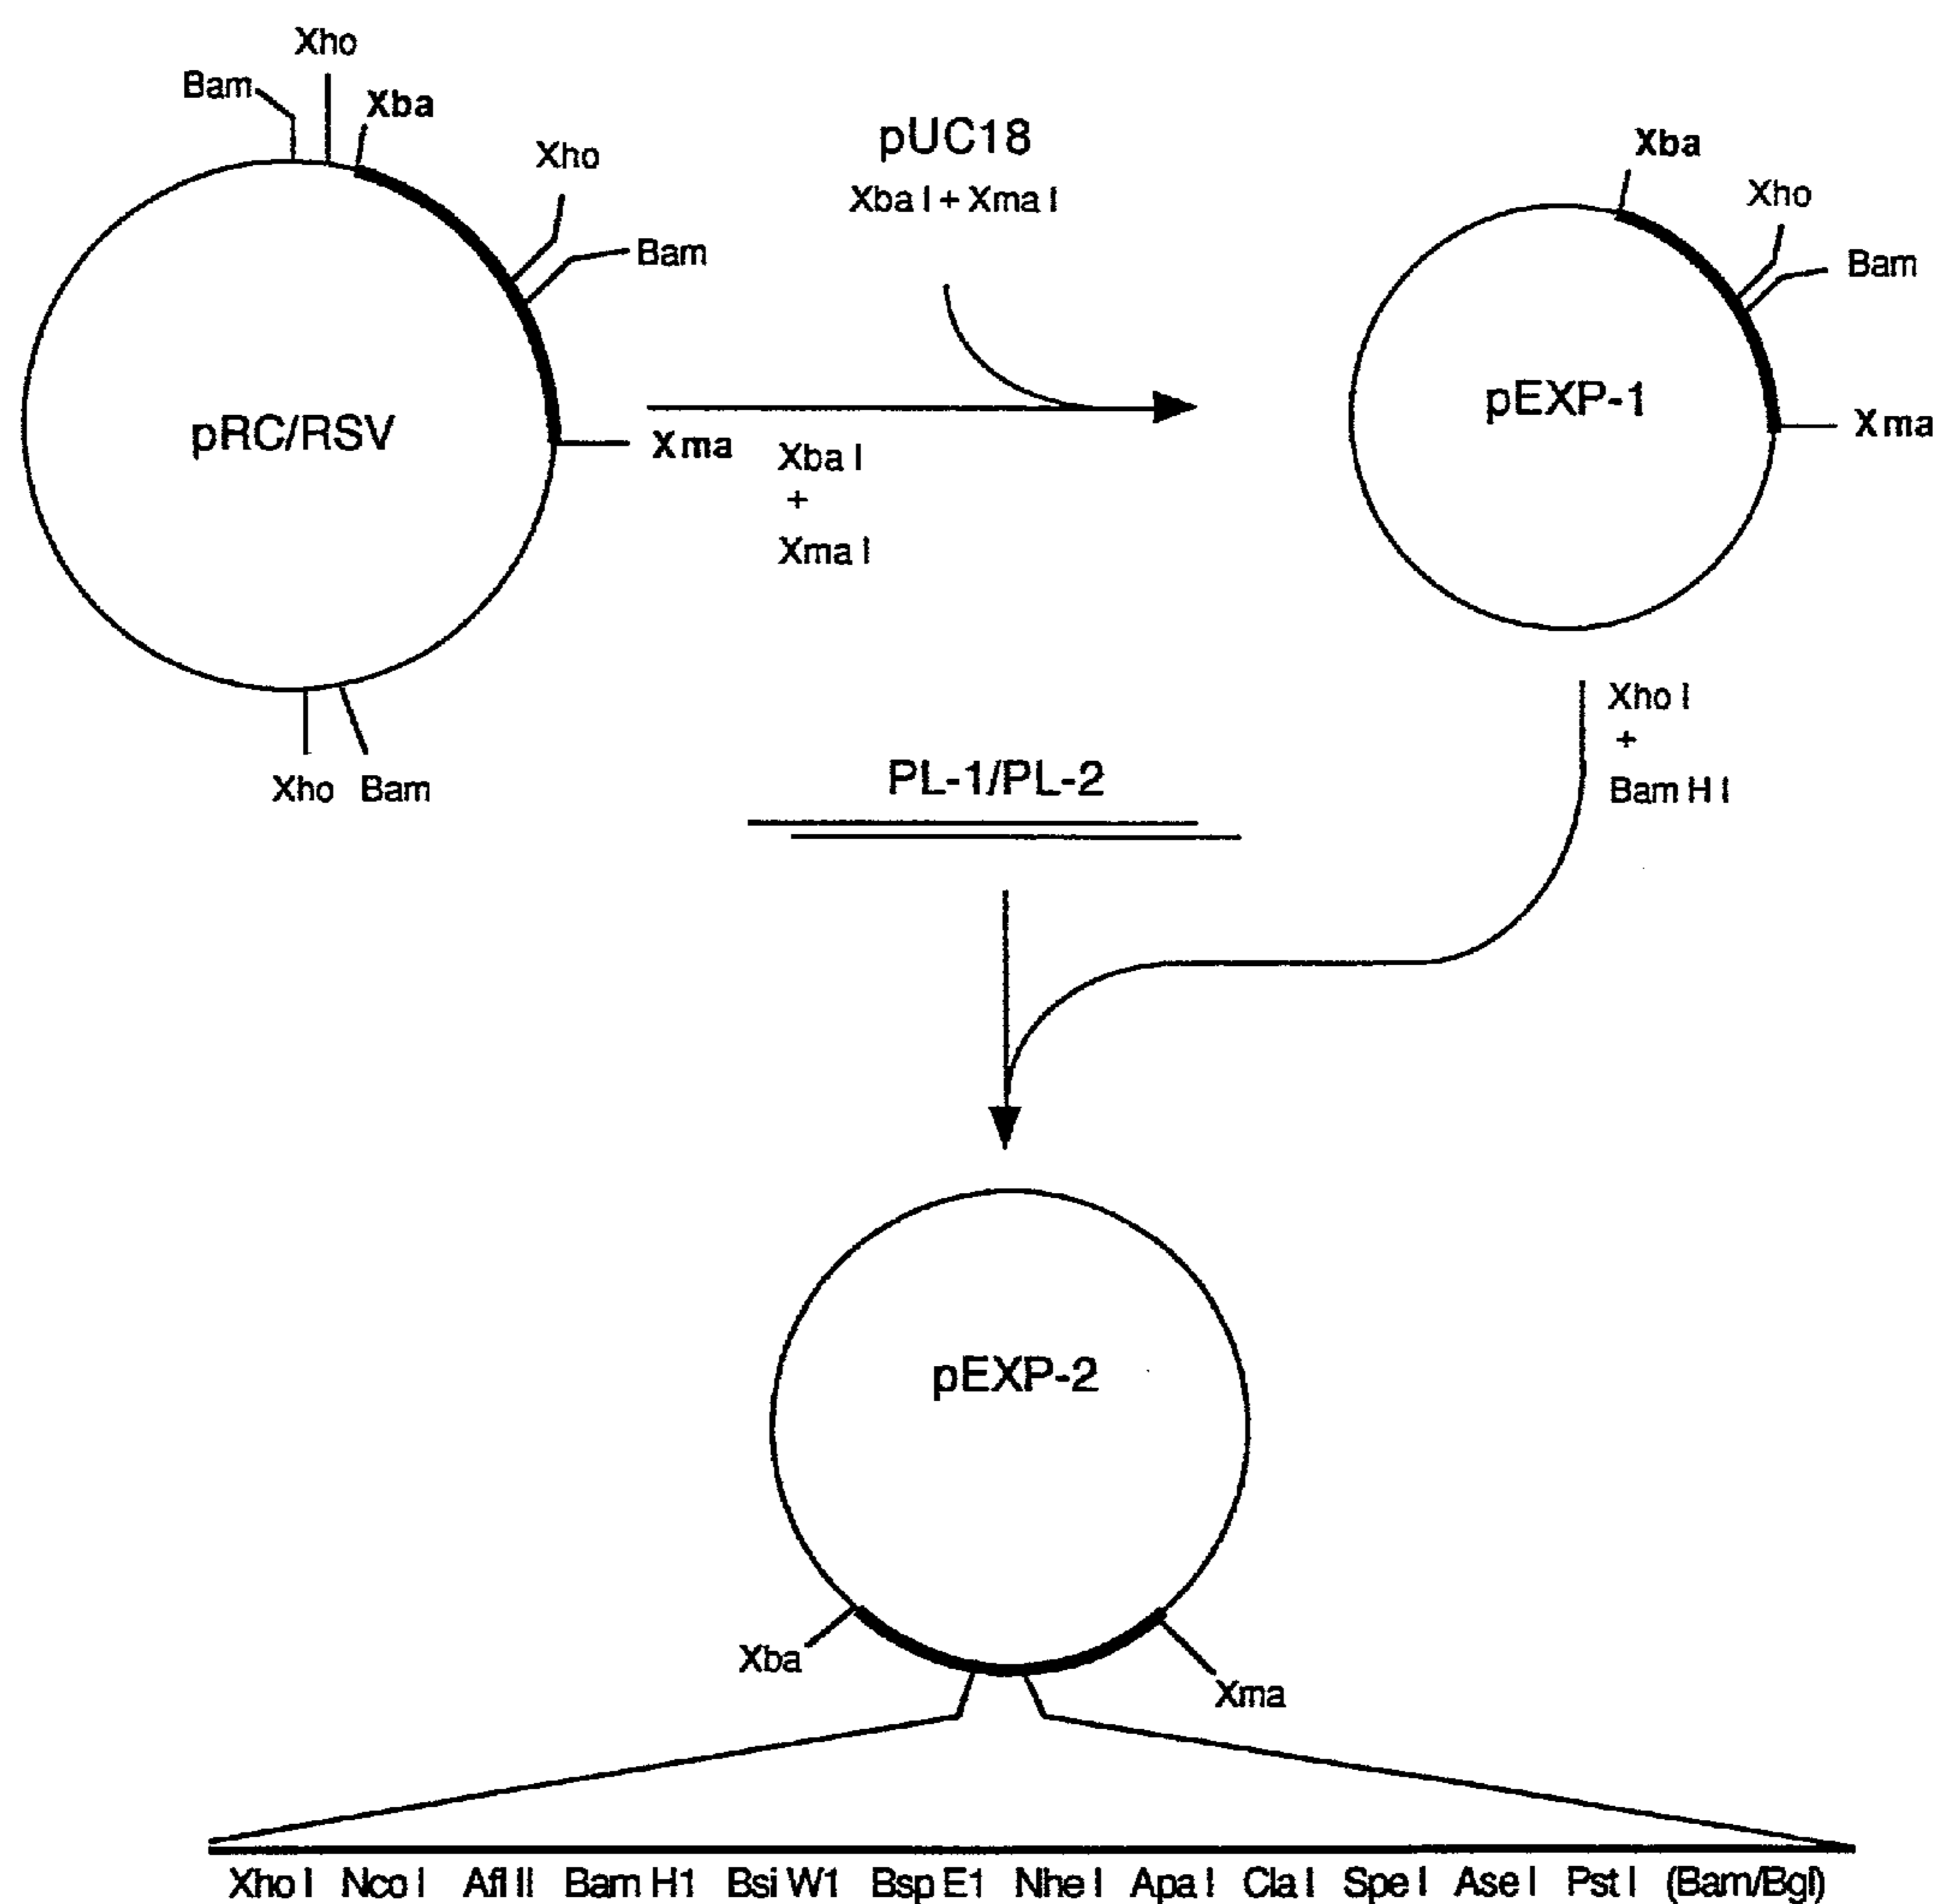 Xho
Bam
Xba
Xho
Bam
pRC/RSV
Xma
Xho Bam
pUC18
Xba I + Xma I
Xba I
+
Xma I
Xba
Xho
Bam
pEXP-1
Xma
Xho I
+
Bam H I
PL-1/PL-2
pEXP-2
Xba
Xma
Xho I Nco I Afl II Bam H1 Bsi W1 Bsp E1 Nhe I Apa I Cla I Spe I Ase I Pst I (Bam/Bgl)